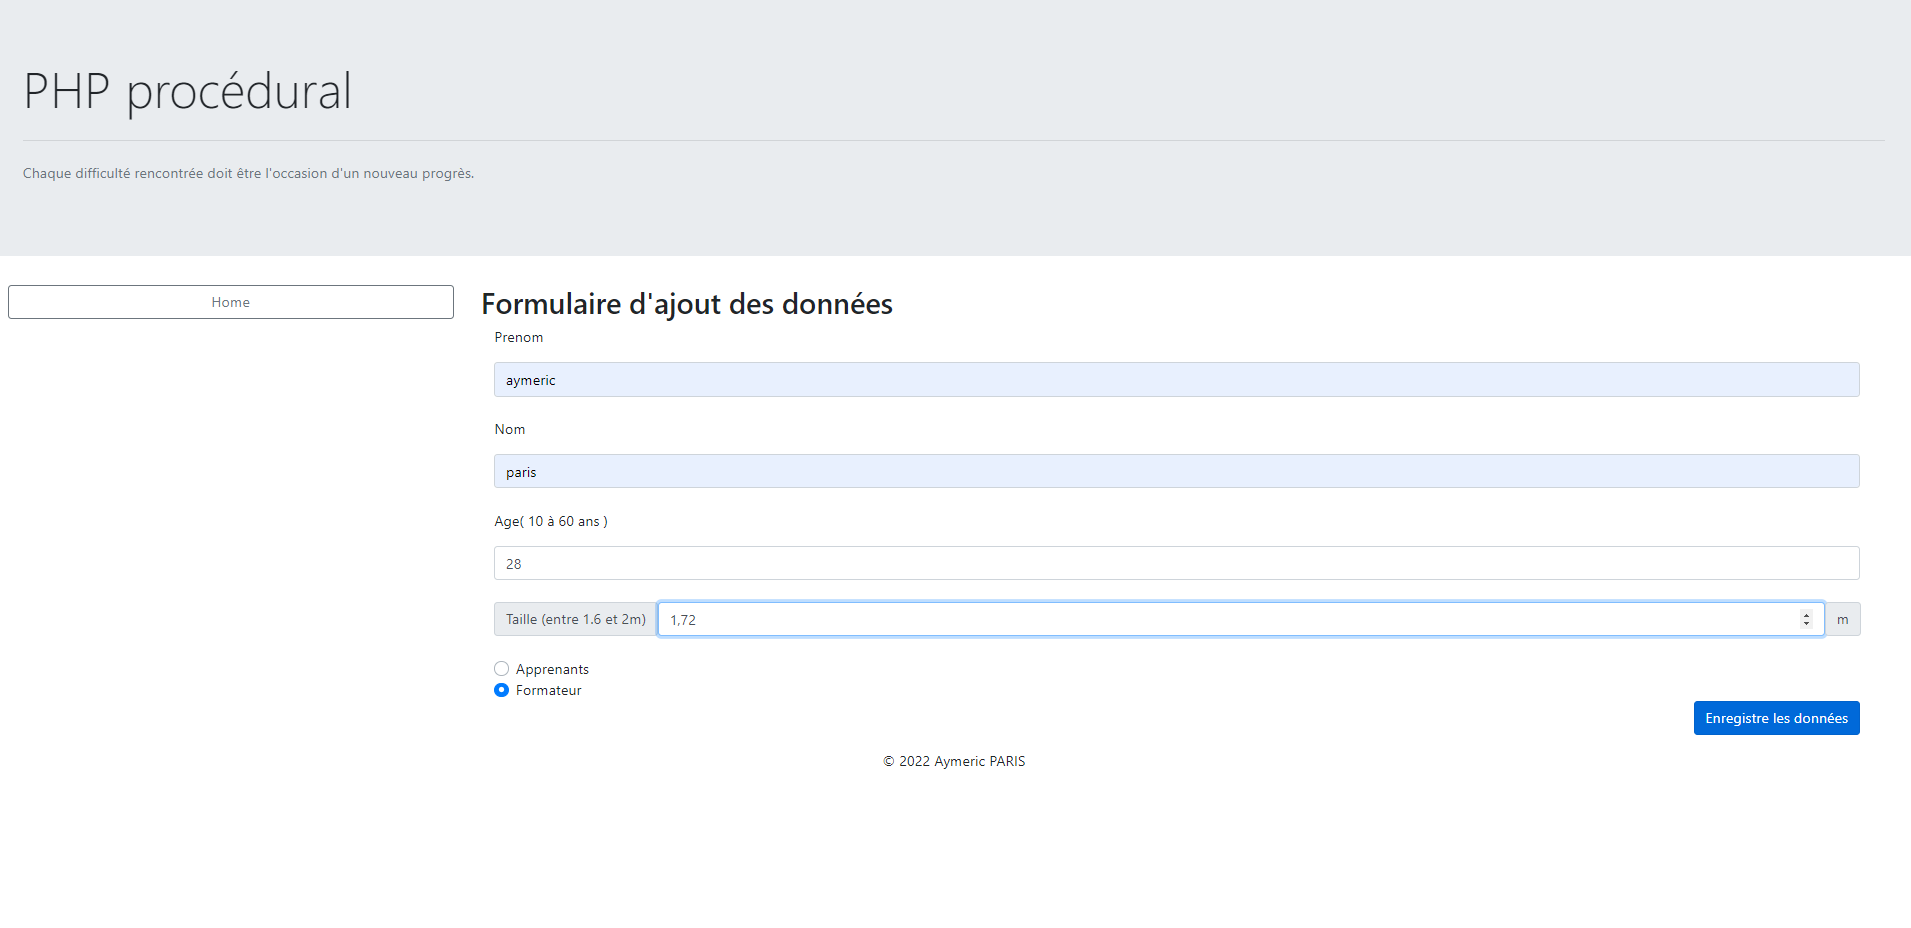 PHP procédural
Chaque difficulté rencontrée doit être l'occasion d'un nouveau progrès.
Home
Formulaire d'ajout des données
Prenom
aymeric
Nom
paris
Age( 10 à 60 ans )
28
Taille (entre 1.6 et 2m) 1,72 m
Apprenants
Formateur
Enregistre les données
© 2022 Aymeric PARIS